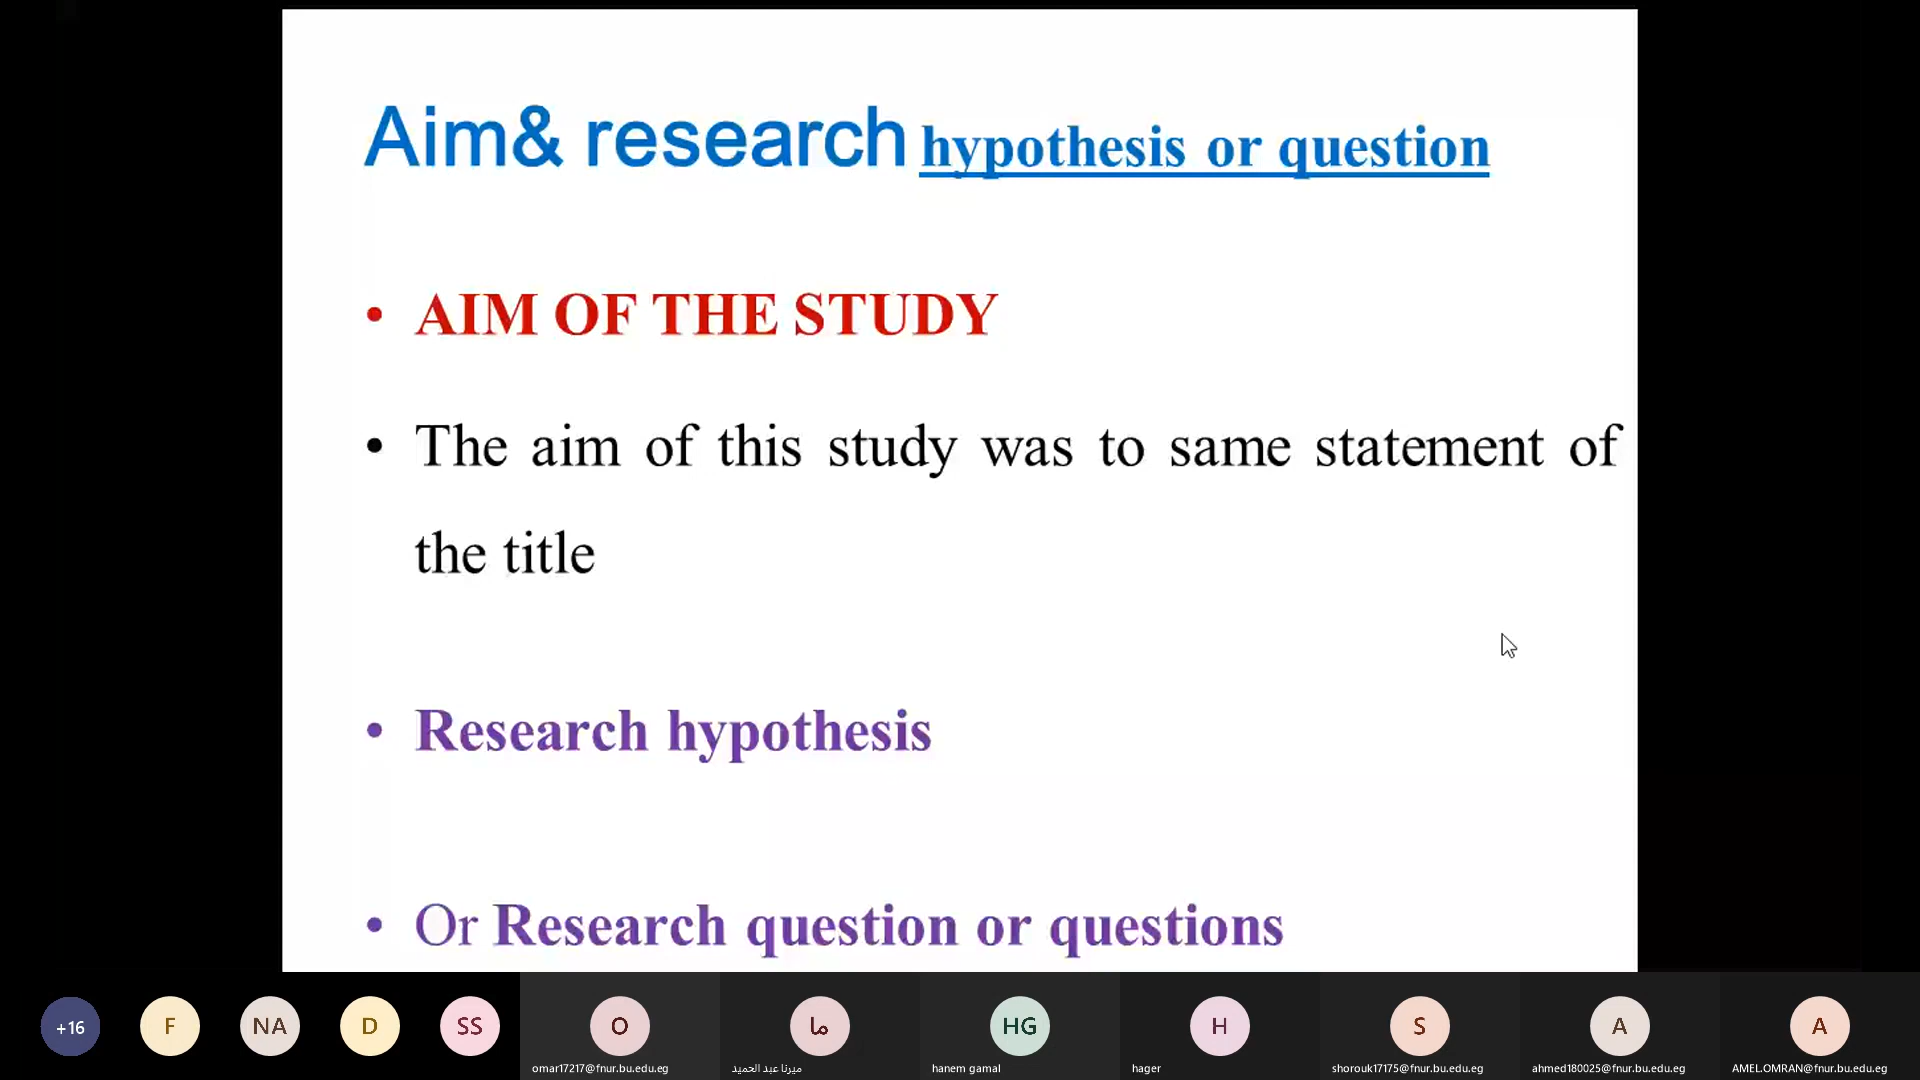 Aim& research hypothesis or question
• AIM OF THE STUDY
• The aim of this study was to same statement of
the title
• Research hypothesis
• Or Research question or questions
+16 F NA D SS O ما HG H S A A
omar17217@fnur.bu.edu.eg ميرنا عبد الحميد hanem gamal hager shorouk17175@fnur.bu.edu.eg ahmed180025@fnur.bu.edu.eg AMEL.OMRAN@fnur.bu.edu.eg